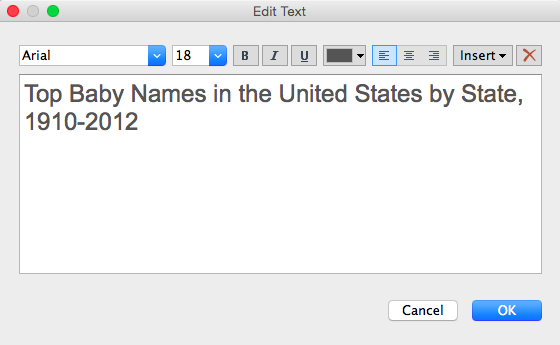 Edit Text
Arial 18 B I U Insert
Top Baby Names in the United States by State,
1910-2012
Cancel OK